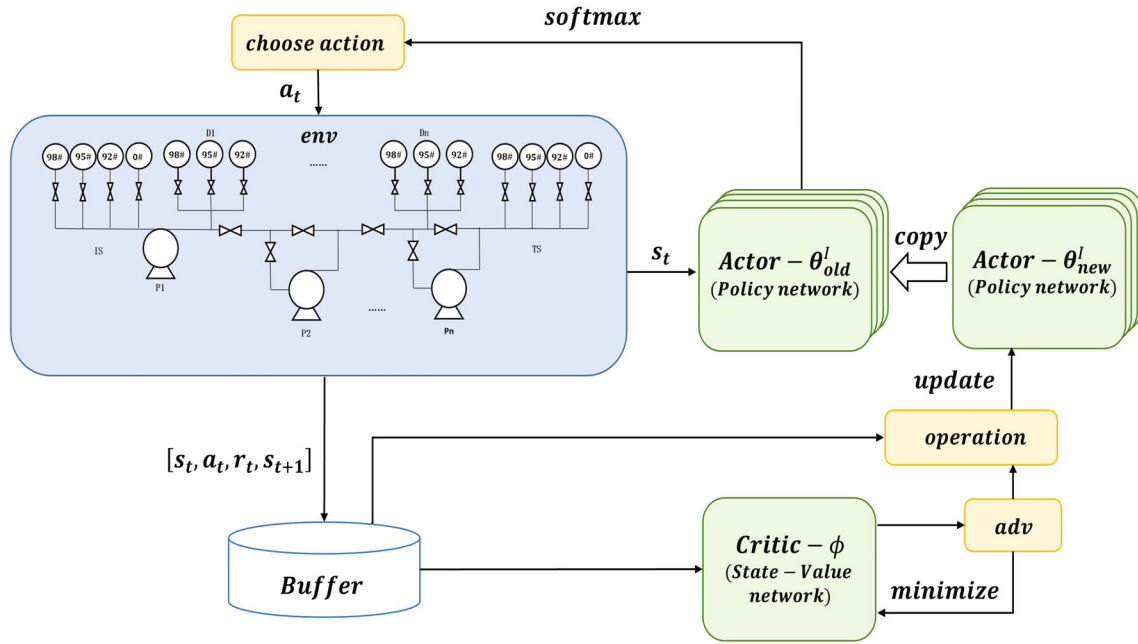 softmax
choose action
a_t
env
D1
......
Dn
98# 95# 92# 0#
98# 95# 92#
98# 95# 92#
98# 95# 92# 0#
IS
P1
P2
......
Pn
TS
s_t
Actor − θ^I_old
(Policy network)
copy
Actor − θ^I_new
(Policy network)
update
operation
[s_t, a_t, r_t, s_{t+1}]
Buffer
Critic − ϕ
(State − Value
network)
adv
minimize